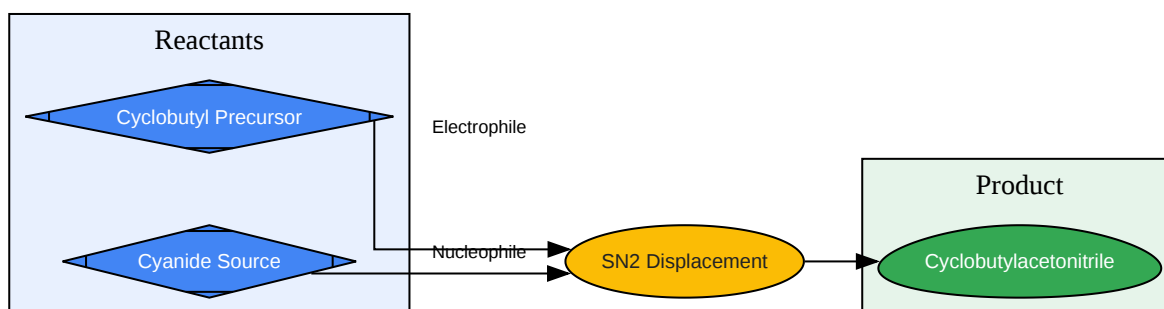 Reactants
Cyclobutyl Precursor
Electrophile
Cyanide Source
Nucleophile
SN2 Displacement
Product
Cyclobutylacetonitrile